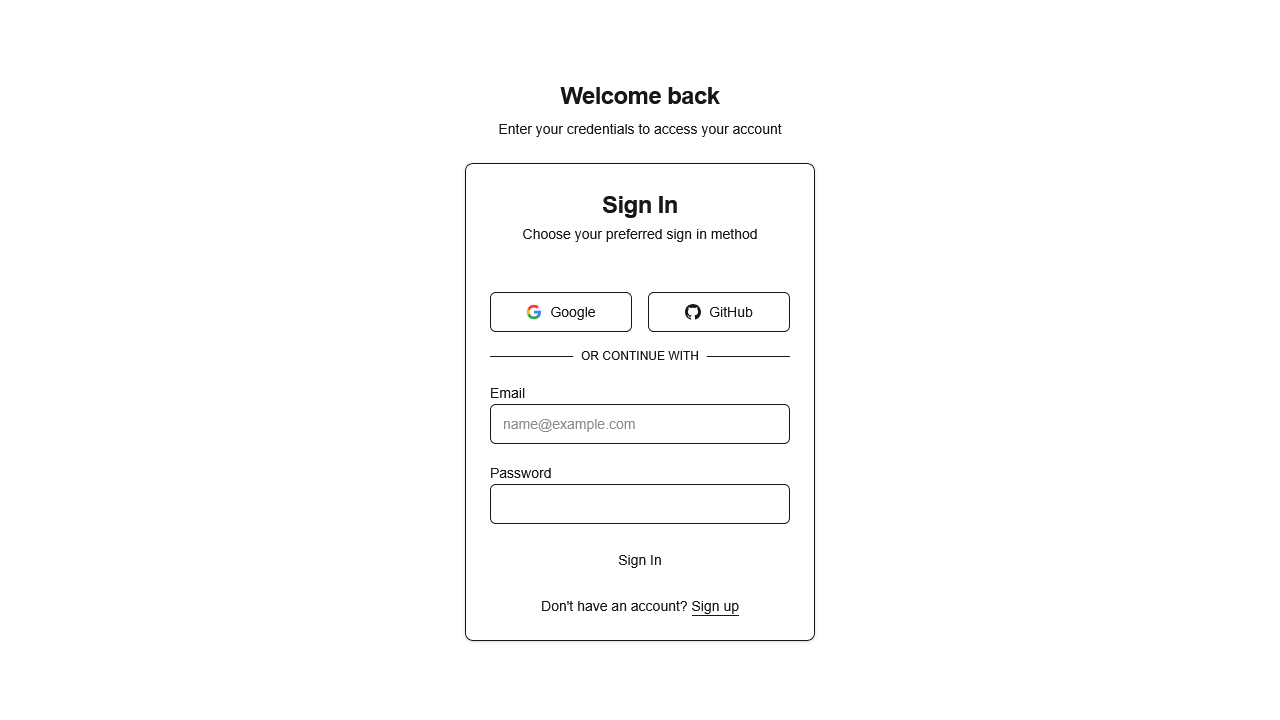 Welcome back
Enter your credentials to access your account
Sign In
Choose your preferred sign in method
Google
GitHub
OR CONTINUE WITH
Email
name@example.com
Password
Sign In
Don't have an account? Sign up